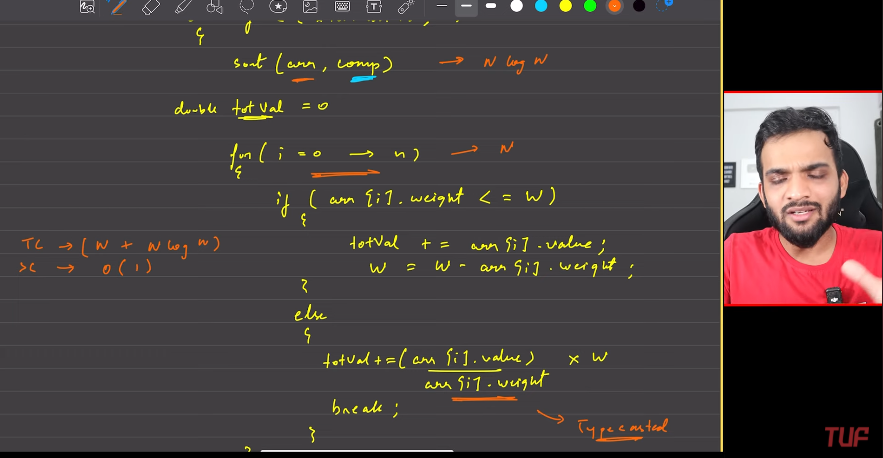 {
sort (arr, comp) → N log N
double totVal = 0
for ( i = 0 → n) → N
{
if ( arr[i].weight < = W)
{
totVal + = arr[i].value;
W = W - arr[i].weight ;
}
else
{
totVal + = (arr[i].value) x W
arr[i].weight
break ;
}
}
TC → (N + N log N)
SC → O(1)
Typecasted
TUF